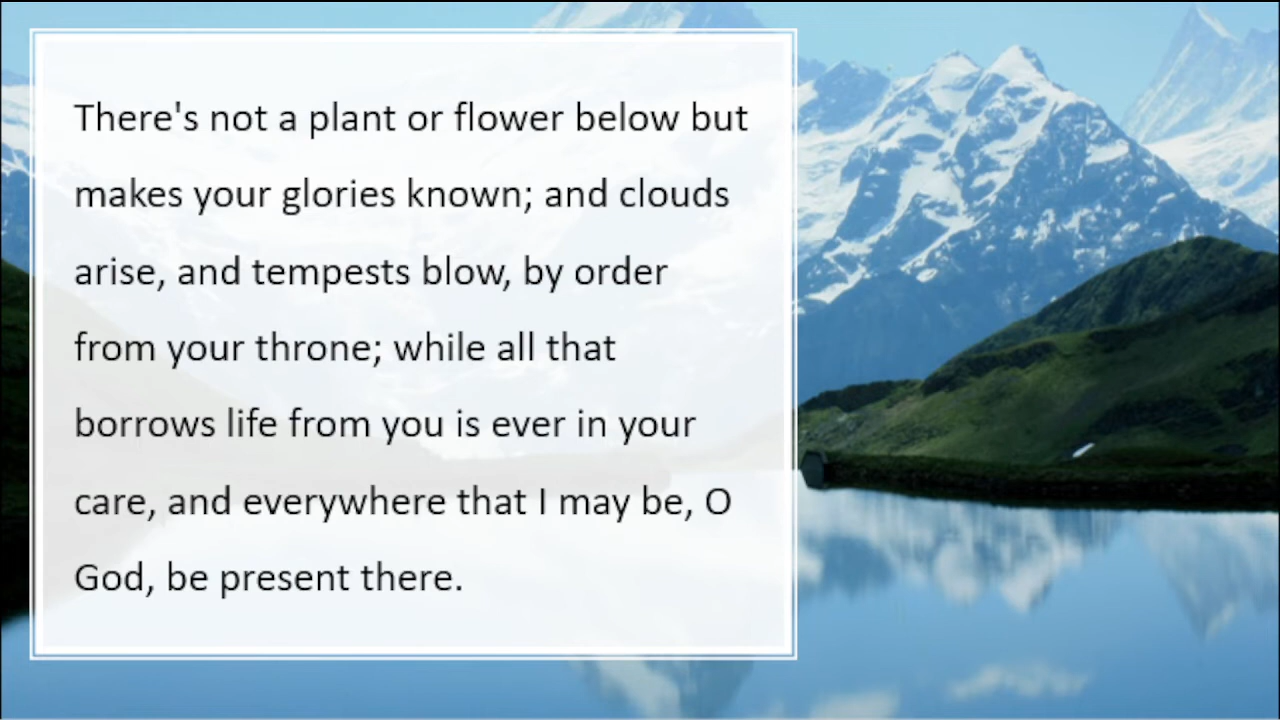 There's not a plant or flower below but
makes your glories known; and clouds
arise, and tempests blow, by order
from your throne; while all that
borrows life from you is ever in your
care, and everywhere that I may be, O
God, be present there.